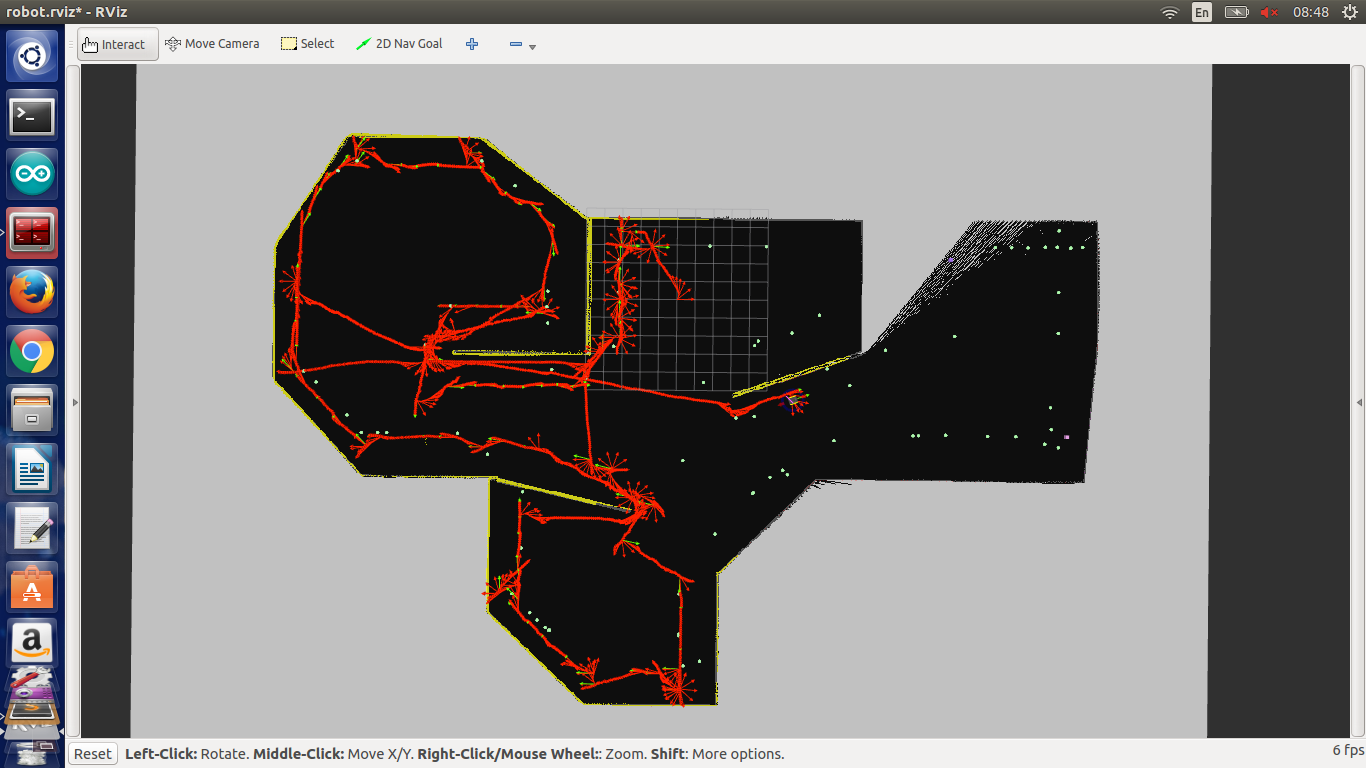 robot.rviz* - RViz
En
08:48
Interact
Move Camera
Select
2D Nav Goal
Reset
Left-Click: Rotate. Middle-Click: Move X/Y. Right-Click/Mouse Wheel:: Zoom. Shift: More options.
6 fps